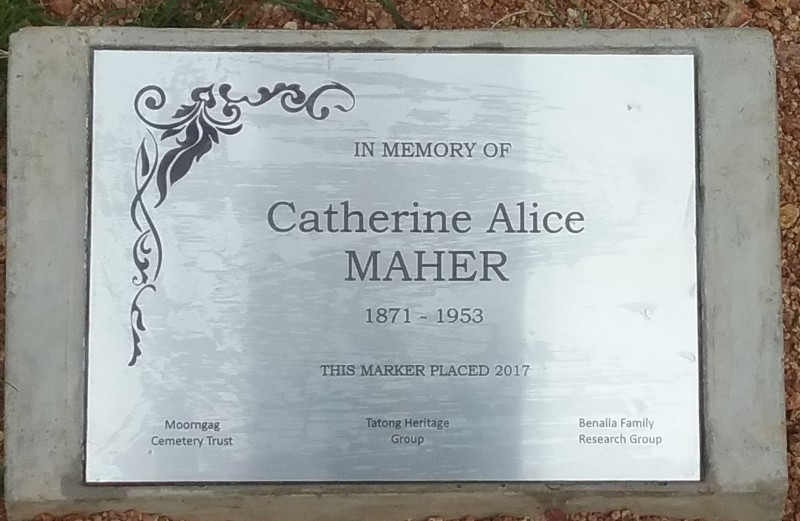 IN MEMORY OF
Catherine Alice
MAHER
1871 - 1953
THIS MARKER PLACED 2017
Moorngag
Cemetery Trust
Tatong Heritage
Group
Benalla Family
Research Group